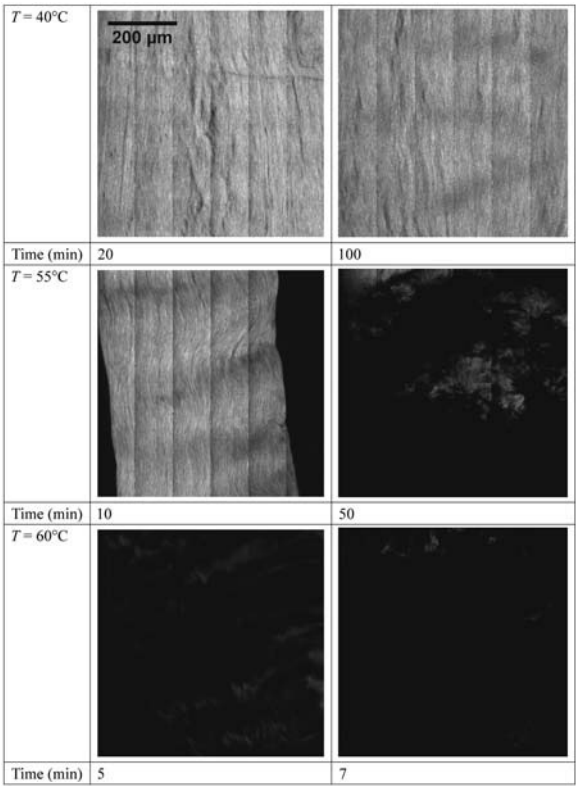 T = 40°C
200 µm
Time (min) 20 100
T = 55°C
Time (min) 10 50
T = 60°C
Time (min) 5 7